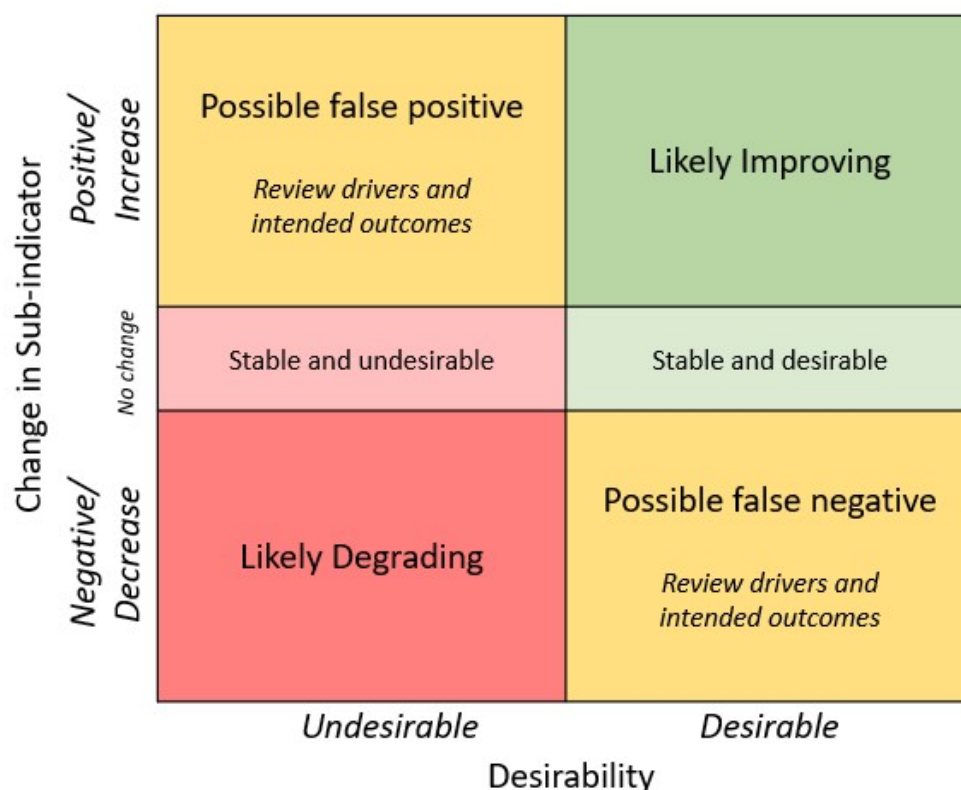 Change in Sub-indicator
Positive/
Increase
Possible false positive
Review drivers and
intended outcomes
Likely Improving
No change
Stable and undesirable
Stable and desirable
Negative/
Decrease
Likely Degrading
Possible false negative
Review drivers and
intended outcomes
Undesirable
Desirable
Desirability